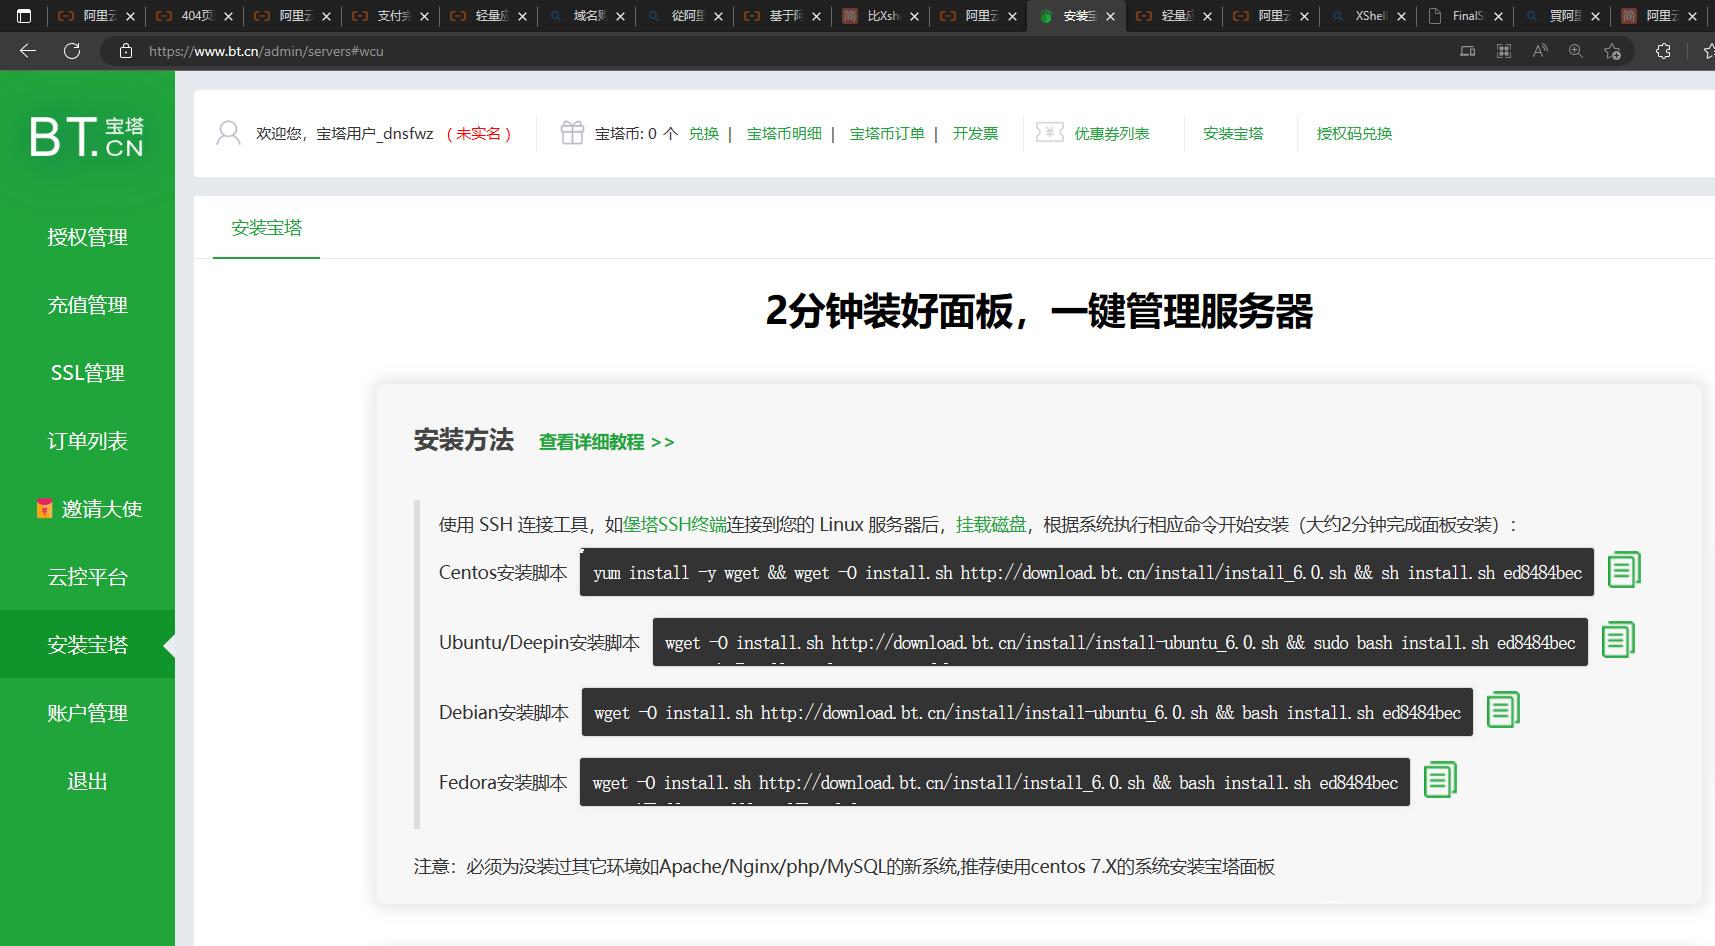 阿里云
404页
阿里云
支付完
轻量应
域名购
從阿里
基于阿
比Xshe
阿里云
安装宝
轻量应
阿里云
XShell
FinalS
買阿里
阿里云
https://www.bt.cn/admin/servers#wcu
BT.宝塔CN
欢迎您，宝塔用户_dnsfwz （未实名） 宝塔币: 0 个 兑换 | 宝塔币明细 | 宝塔币订单 | 开发票 优惠券列表 安装宝塔 授权码兑换
授权管理
充值管理
SSL管理
订单列表
邀请大使
云控平台
安装宝塔
账户管理
退出
安装宝塔
2分钟装好面板，一键管理服务器
安装方法 查看详细教程 >>
使用 SSH 连接工具，如堡塔SSH终端连接到您的 Linux 服务器后，挂载磁盘，根据系统执行相应命令开始安装（大约2分钟完成面板安装）：
Centos安装脚本 yum install -y wget && wget -O install.sh http://download.bt.cn/install/install_6.0.sh && sh install.sh ed8484bec
Ubuntu/Deepin安装脚本 wget -O install.sh http://download.bt.cn/install/install-ubuntu_6.0.sh && sudo bash install.sh ed8484bec
Debian安装脚本 wget -O install.sh http://download.bt.cn/install/install-ubuntu_6.0.sh && bash install.sh ed8484bec
Fedora安装脚本 wget -O install.sh http://download.bt.cn/install/install_6.0.sh && bash install.sh ed8484bec
注意：必须为没装过其它环境如Apache/Nginx/php/MySQL的新系统,推荐使用centos 7.X的系统安装宝塔面板